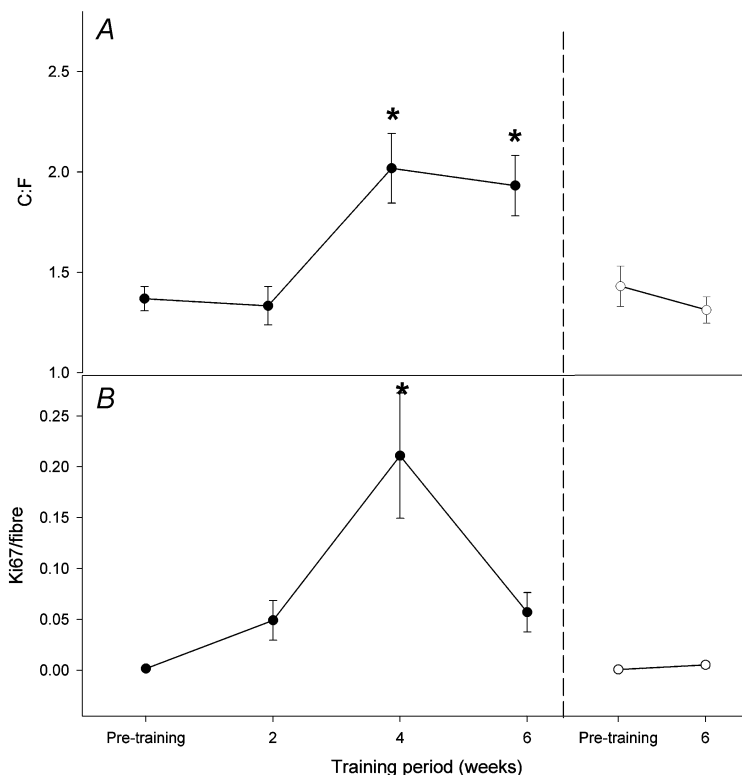 A
2.5
2.0
1.5
1.0
C:F
*
*
B
0.25
0.20
0.15
0.10
0.05
0.00
Ki67/fibre
*
Pre-training 2 4 6 Pre-training 6
Training period (weeks)